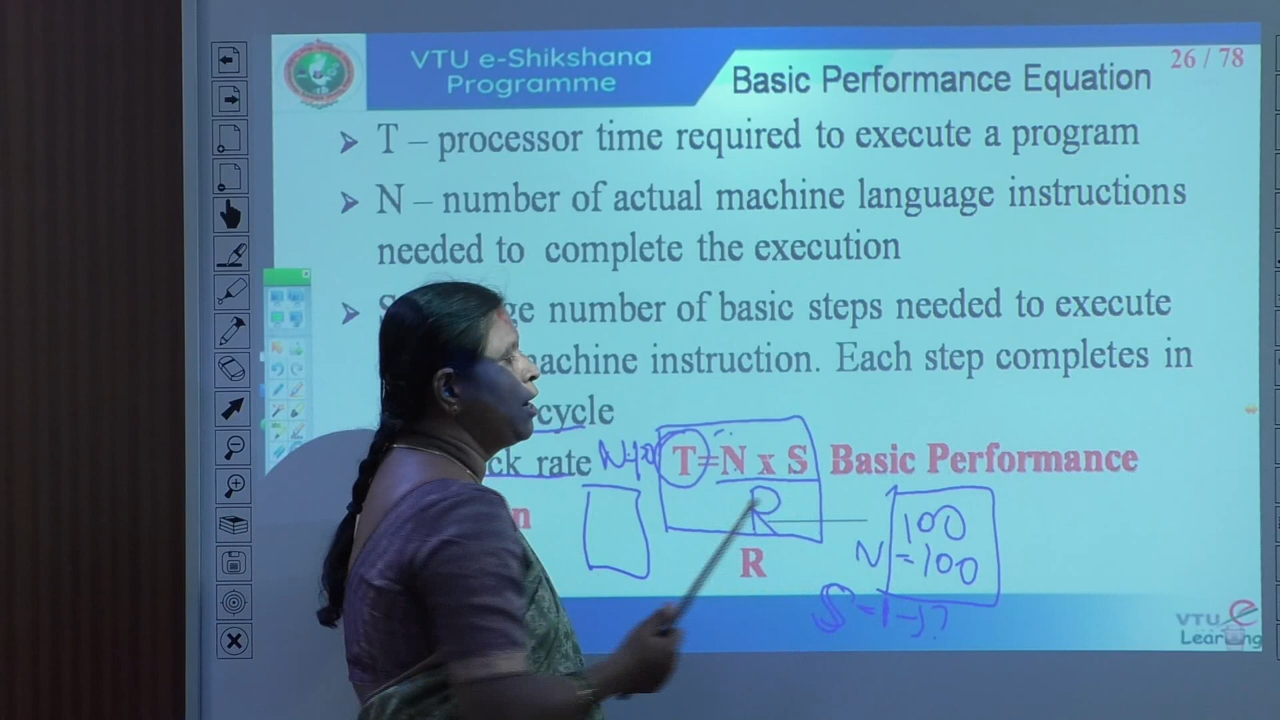 VTU e-Shikshana
Programme
Basic Performance Equation
26 / 78
➢ T – processor time required to execute a program
➢ N – number of actual machine language instructions
needed to complete the execution
➢ S ge number of basic steps needed to execute
achine instruction. Each step completes in
cycle
ck rate
T=N x S Basic Performance
R
n
R
100
N =100
S =
VTU e
Learning